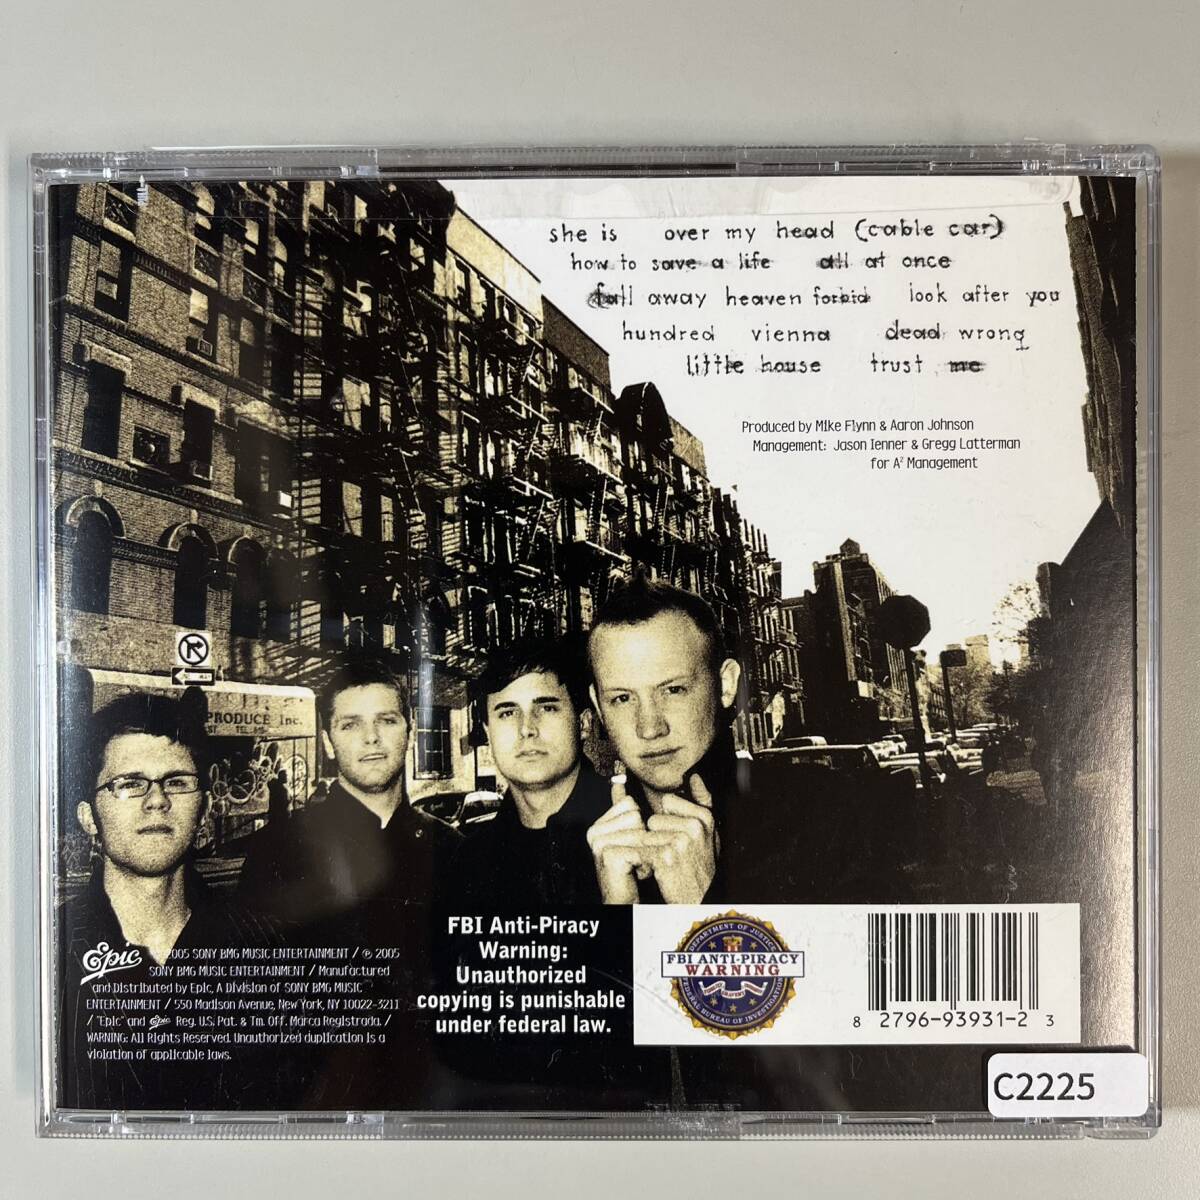 she is over my head (cable car)
how to save a life all at once
fall away heaven forbid look after you
hundred vienna dead wrong
little house trust me
Produced by Mike Flynn & Aaron Johnson
Management: Jason Ienner & Gregg Latterman
for A² Management
PRODUCE Inc.
Epic
2005 SONY BMG MUSIC ENTERTAINMENT / ℗ 2005
SONY BMG MUSIC ENTERTAINMENT / Manufactured
and Distributed by Epic, A Division of SONY BMG MUSIC
ENTERTAINMENT / 550 Madison Avenue, New York, NY 10022-3211
/ "Epic" and Epic Reg. U.S. Pat. & Tm. Off. Marca Registrada. /
WARNING: All Rights Reserved. Unauthorized duplication is a
violation of applicable laws.
FBI Anti-Piracy
Warning:
Unauthorized
copying is punishable
under federal law.
DEPARTMENT OF JUSTICE
FBI ANTI-PIRACY
WARNING
FEDERAL BUREAU OF INVESTIGATION
8 2796-93931-2 3
C2225